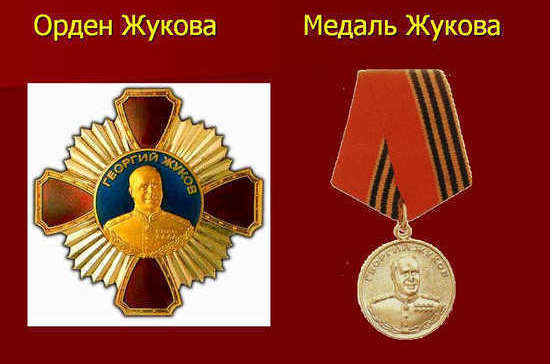 Орден Жукова
Медаль Жукова
ГЕОРГИЙ ЖУКОВ
ГЕОРГИЙ ЖУКОВ